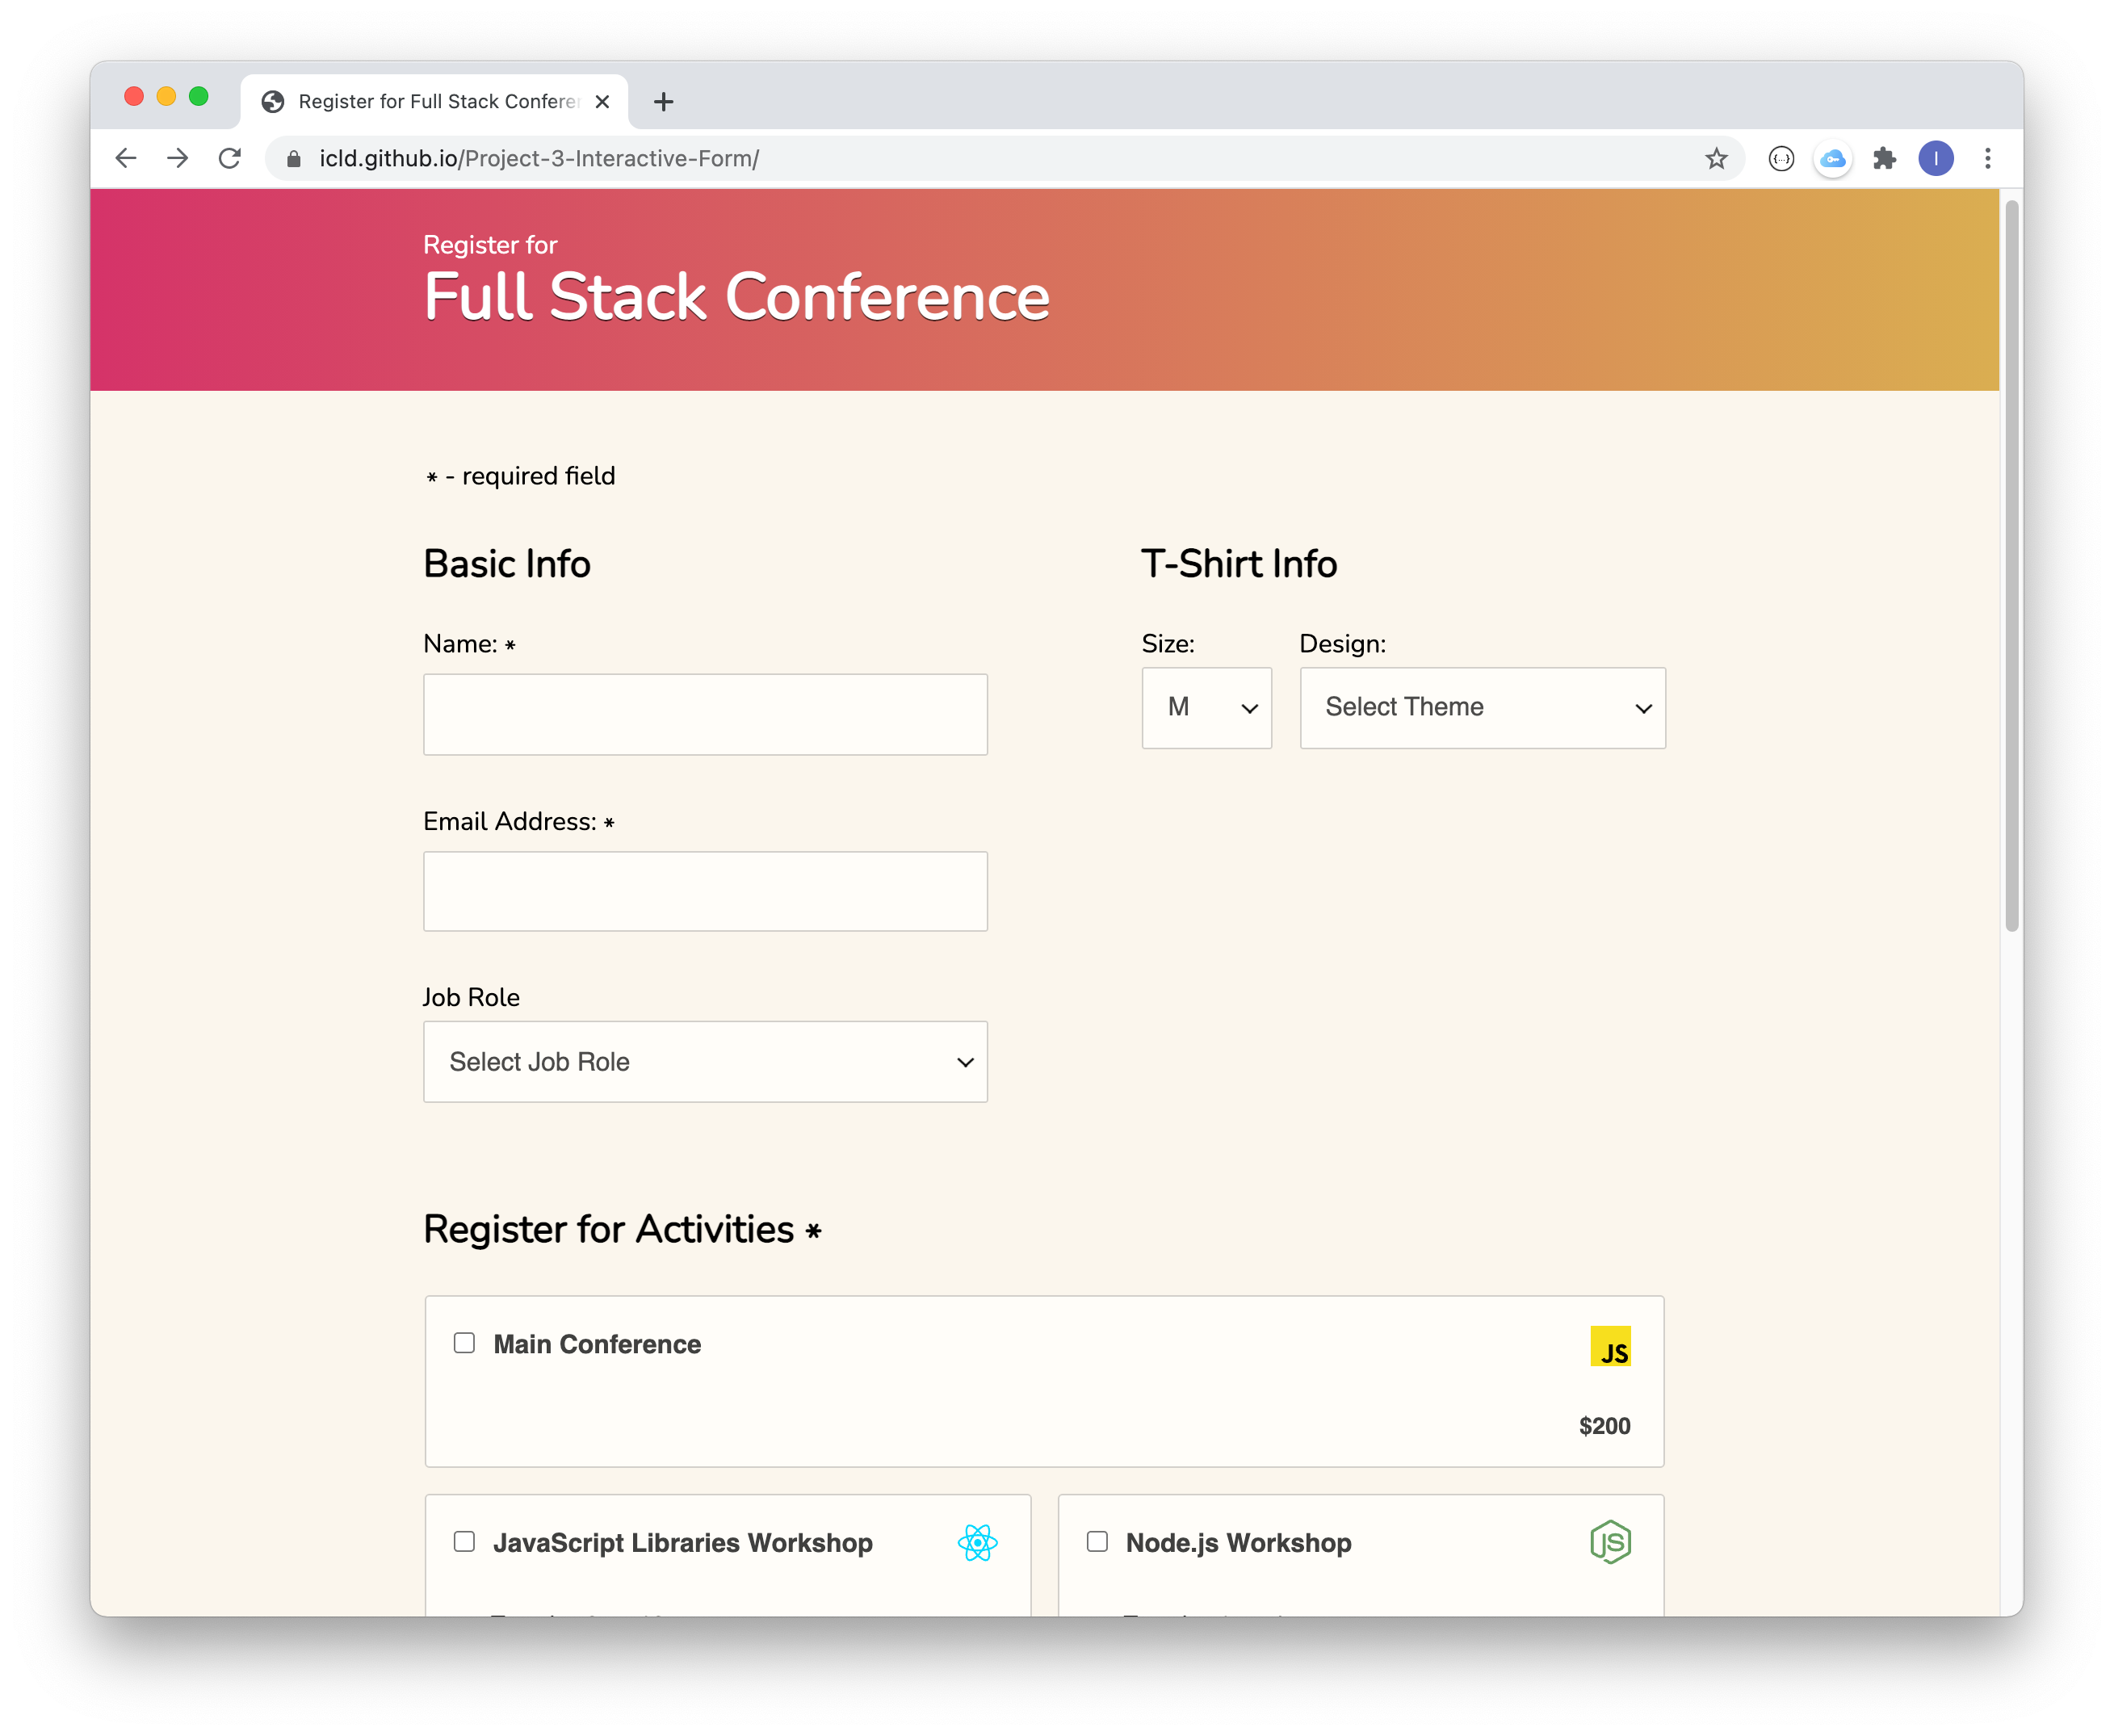 Register for Full Stack Confere
icld.github.io/Project-3-Interactive-Form/
I
Register for
Full Stack Conference
* - required field
Basic Info
Name: *
Email Address: *
Job Role
Select Job Role
T-Shirt Info
Size:
Design:
M
Select Theme
Register for Activities *
Main Conference
JS
$200
JavaScript Libraries Workshop
Node.js Workshop
JS